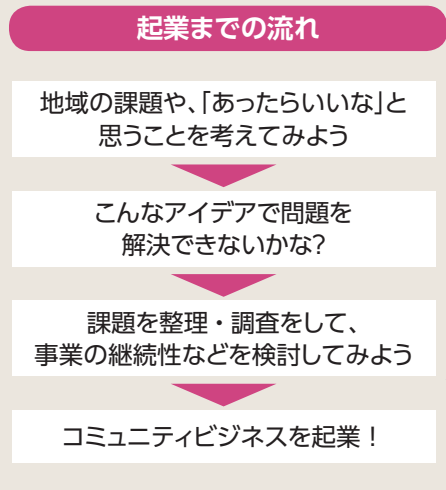 起業までの流れ
地域の課題や、「あったらいいな」と
思うことを考えてみよう
こんなアイデアで問題を
解決できないかな?
課題を整理・調査をして、
事業の継続性などを検討してみよう
コミュニティビジネスを起業！